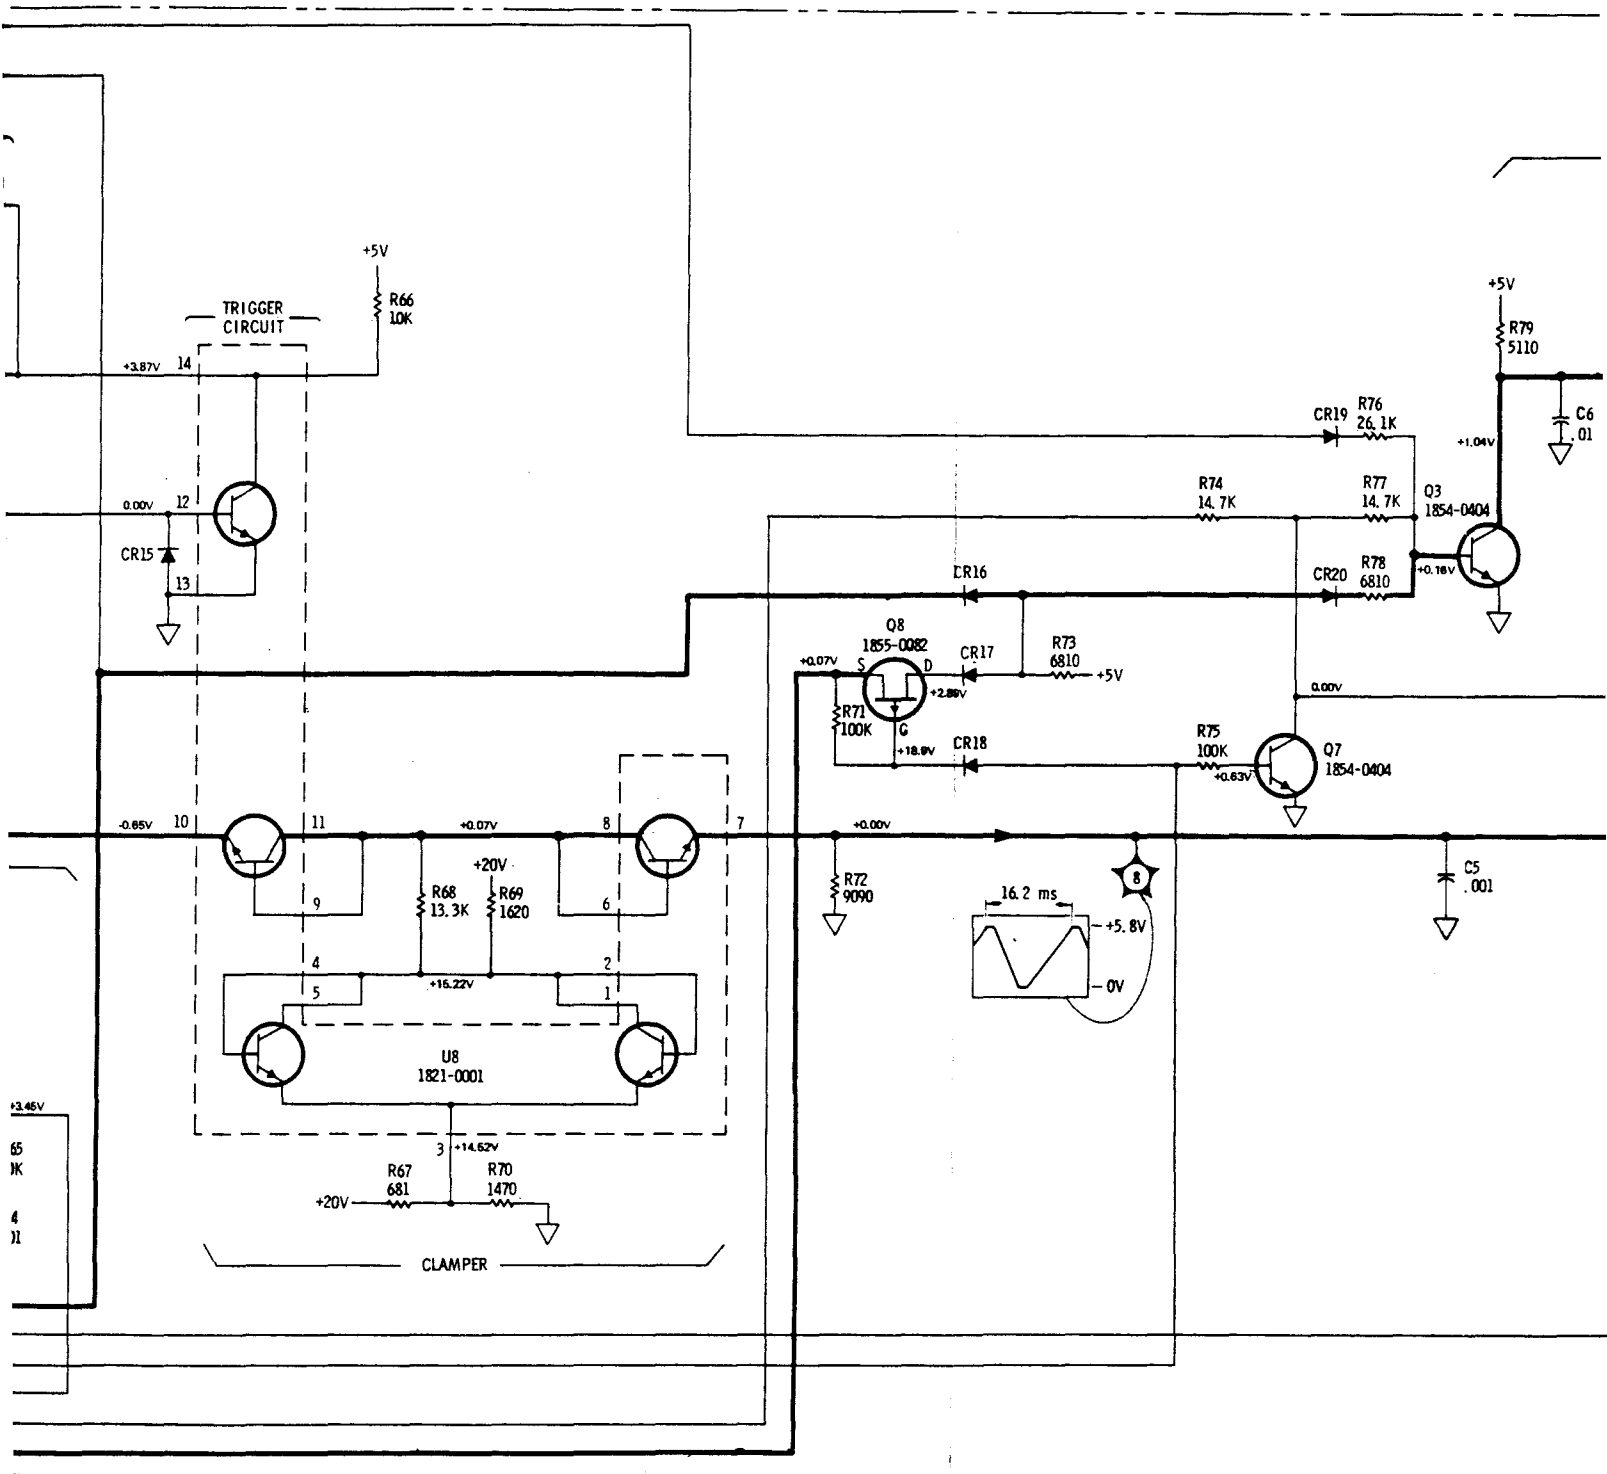 +5V
R66
10K
TRIGGER
CIRCUIT
+3.87V
14
+5V
R79
5110
C6
.01
CR19
R76
26.1K
+1.04V
R74
14.7K
R77
14.7K
Q3
1854-0404
0.00V
12
CR15
13
CR16
CR20
R78
6810
+0.16V
Q8
1855-0082
+0.07V
S
D
CR17
R73
6810
+5V
+2.89V
0.00V
R71
100K
G
+18.9V
CR18
R75
100K
+0.63V
Q7
1854-0404
-0.65V
10
11
+0.07V
8
7
+0.00V
+20V
R68
13.3K
R69
1620
9
6
R72
9090
8
C5
.001
16.2 ms
+5.8V
0V
4
2
+15.22V
5
1
U8
1821-0001
+3.45V
3
+14.52V
R67
681
R70
1470
+20V
CLAMPER
65
4